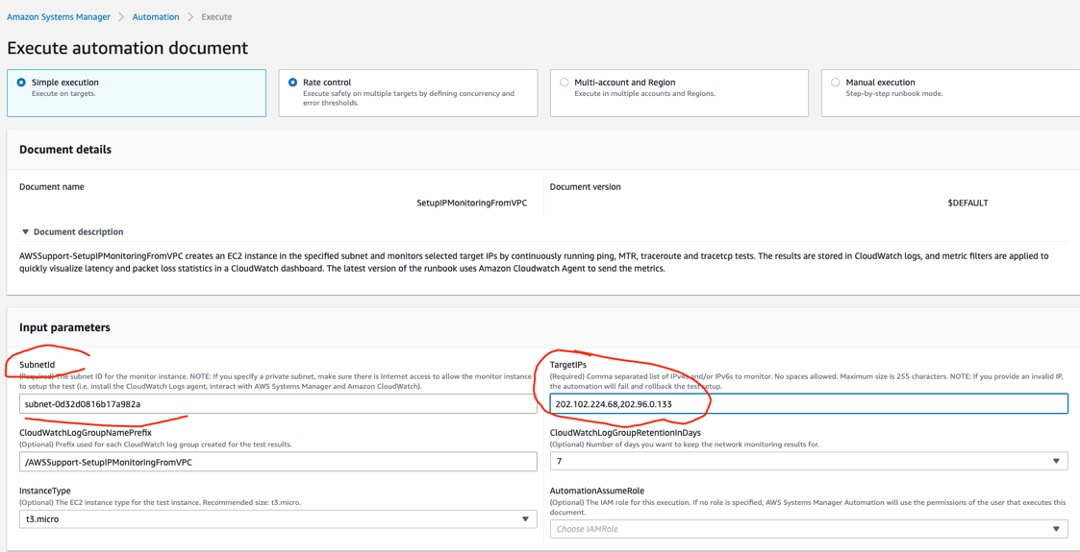 Amazon Systems Manager > Automation > Execute
Execute automation document
Simple execution
Execute on targets.
Rate control
Execute safely on multiple targets by defining concurrency and
error thresholds.
Multi-account and Region
Execute in multiple accounts and Regions.
Manual execution
Step-by-step runbook mode.
Document details
Document name
SetupIPMonitoringFromVPC
Document version
$DEFAULT
Document description
AWSSupport-SetupIPMonitoringFromVPC creates an EC2 instance in the specified subnet and monitors selected target IPs by continuously running ping, MTR, traceroute and tracetcp tests. The results are stored in CloudWatch logs, and metric filters are applied to
quickly visualize latency and packet loss statistics in a CloudWatch dashboard. The latest version of the runbook uses Amazon Cloudwatch Agent to send the metrics.
Input parameters
SubnetId
(Required) The subnet ID for the monitor instance. NOTE: If you specify a private subnet, make sure there is Internet access to allow the monitor instance
to setup the test (i.e. install the CloudWatch Logs agent, interact with AWS Systems Manager and Amazon CloudWatch).
subnet-0d32d0816b17a982a
TargetIPs
(Required) Comma separated list of IPv4s and/or IPv6s to monitor. No spaces allowed. Maximum size is 255 characters. NOTE: If you provide an invalid IP,
the automation will fail and rollback the test setup.
202.102.224.68,202.96.0.133
CloudWatchLogGroupNamePrefix
(Optional) Prefix used for each CloudWatch log group created for the test results.
/AWSSupport-SetupIPMonitoringFromVPC
CloudWatchLogGroupRetentionInDays
(Optional) Number of days you want to keep the network monitoring results for.
7
InstanceType
(Optional) The EC2 instance type for the test instance. Recommended size: t3.micro.
t3.micro
AutomationAssumeRole
(Optional) The IAM role for this execution. If no role is specified, AWS Systems Manager Automation will use the permissions of the user that executes this
document.
Choose IAMRole